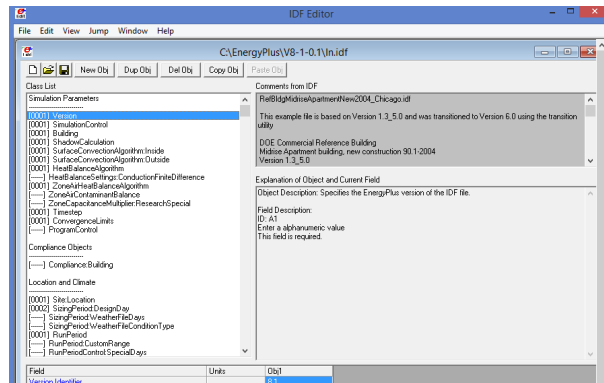 IDF Editor
File Edit View Jump Window Help
C:\EnergyPlus\V8-1-0.1\In.idf
New Obj Dup Obj Del Obj Copy Obj Paste Obj
Class List
Simulation Parameters
[0001] Version
[0001] SimulationControl
[0001] Building
[0001] ShadowCalculation
[0001] SurfaceConvectionAlgorithm:Inside
[0001] SurfaceConvectionAlgorithm:Outside
[0001] HeatBalanceAlgorithm
[----] HeatBalanceSettings:ConductionFiniteDifference
[0001] ZoneAirHeatBalanceAlgorithm
[----] ZoneAirContaminantBalance
[----] ZoneCapacitanceMultiplier:ResearchSpecial
[0001] Timestep
[0001] ConvergenceLimits
[----] ProgramControl
Compliance Objects
[----] Compliance:Building
Location and Climate
[0001] Site:Location
[0002] SizingPeriod:DesignDay
[----] SizingPeriod:WeatherFileDays
[----] SizingPeriod:WeatherFileConditionType
[0001] RunPeriod
[----] RunPeriod:CustomRange
[----] RunPeriodControl:SpecialDays
Comments from IDF
RefBldgMidriseApartmentNew2004_Chicago.idf
This example file is based on Version 1.3_5.0 and was transitioned to Version 6.0 using the transition
utility
DOE Commercial Reference Building
Midrise Apartment building, new construction 90.1-2004
Version 1.3_5.0
Explanation of Object and Current Field
Object Description: Specifies the EnergyPlus version of the IDF file.
Field Description:
ID: A1
Enter a alphanumeric value
This field is required.
Field Units Obj1
Version Identifier 8.1